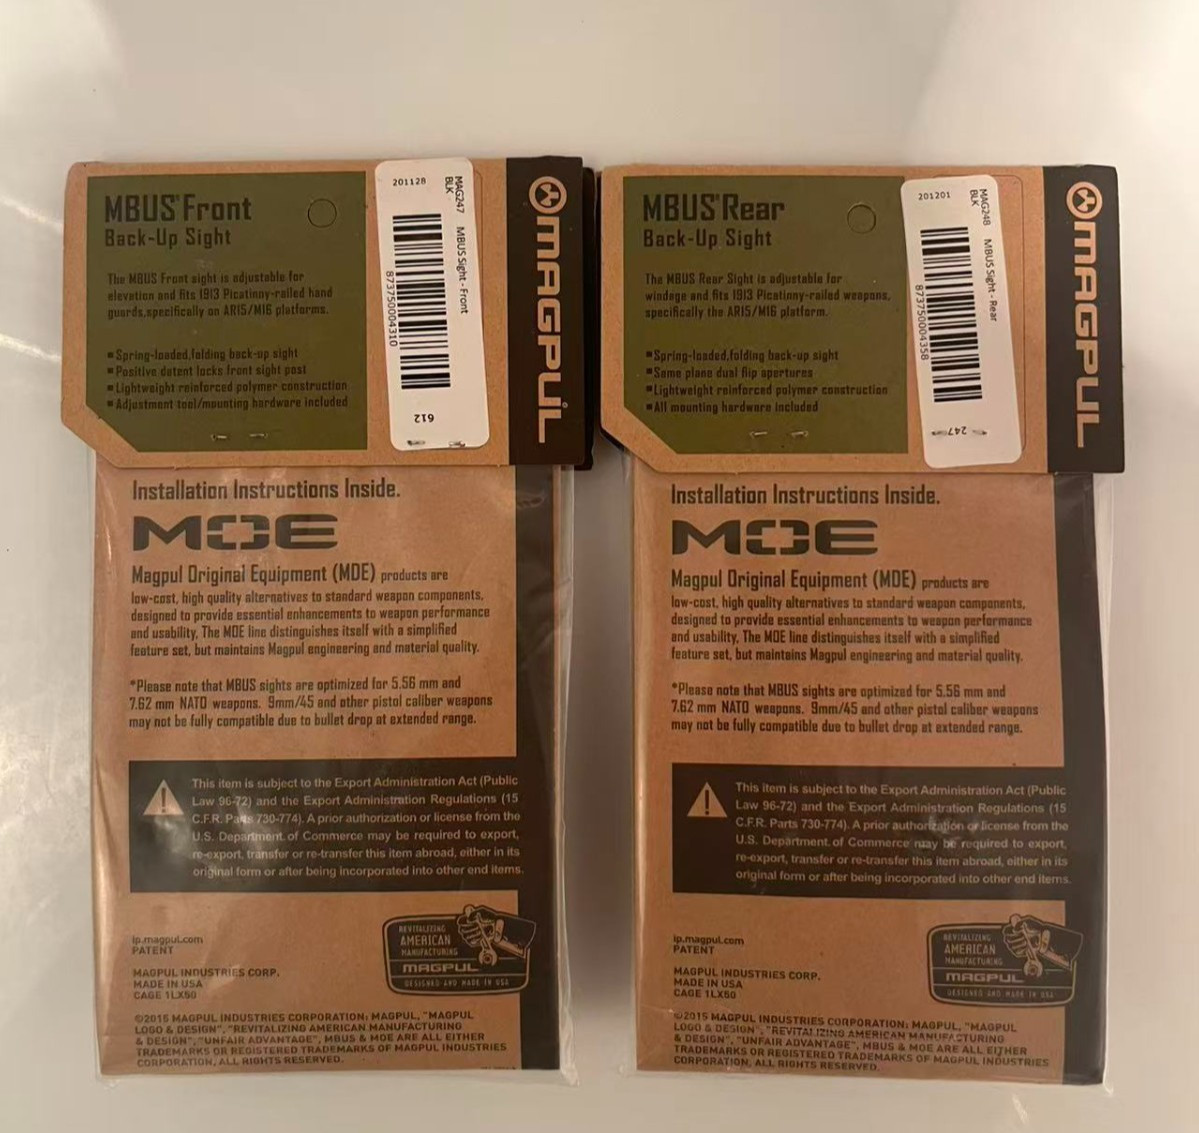 MBUS® Front
Back-Up Sight
The MBUS Front sight is adjustable for
elevation and fits 1913 Picatinny-railed hand
guards, specifically on AR15/M16 platforms.
▪Spring-loaded, folding back-up sight
▪Positive detent locks front sight post
▪Lightweight reinforced polymer construction
▪Adjustment tool/mounting hardware included
201128
MAG247 MBUS Sight - Front
BLK
873750004310
612
MAGPUL
Installation Instructions Inside.
MOE
Magpul Original Equipment (MOE) products are
low-cost, high quality alternatives to standard weapon components,
designed to provide essential enhancements to weapon performance
and usability. The MOE line distinguishes itself with a simplified
feature set, but maintains Magpul engineering and material quality.
*Please note that MBUS sights are optimized for 5.56 mm and
7.62 mm NATO weapons. 9mm/45 and other pistol caliber weapons
may not be fully compatible due to bullet drop at extended range.
This item is subject to the Export Administration Act (Public
Law 96-72) and the Export Administration Regulations (15
C.F.R. Parts 730-774). A prior authorization or license from the
U.S. Department of Commerce may be required to export,
re-export, transfer or re-transfer this item abroad, either in its
original form or after being incorporated into other end items.
ip.magpul.com
PATENT
MAGPUL INDUSTRIES CORP.
MADE IN USA
CAGE 1LX50
REVITALIZING
AMERICAN
MANUFACTURING
MAGPUL
DESIGNED AND MADE IN USA
©2015 MAGPUL INDUSTRIES CORPORATION; MAGPUL, "MAGPUL
LOGO & DESIGN", "REVITALIZING AMERICAN MANUFACTURING
& DESIGN", "UNFAIR ADVANTAGE", MBUS & MOE ARE ALL EITHER
TRADEMARKS OR REGISTERED TRADEMARKS OF MAGPUL INDUSTRIES
CORPORATION, ALL RIGHTS RESERVED.
MBUS® Rear
Back-Up Sight
The MBUS Rear Sight is adjustable for
windage and fits 1913 Picatinny-railed weapons,
specifically the AR15/M16 platform.
▪Spring-loaded, folding back-up sight
▪Same plane dual flip apertures
▪Lightweight reinforced polymer construction
▪All mounting hardware included
201201
MAG248 MBUS Sight - Rear
BLK
873750004358
247
MAGPUL
Installation Instructions Inside.
MOE
Magpul Original Equipment (MOE) products are
low-cost, high quality alternatives to standard weapon components,
designed to provide essential enhancements to weapon performance
and usability. The MOE line distinguishes itself with a simplified
feature set, but maintains Magpul engineering and material quality.
*Please note that MBUS sights are optimized for 5.56 mm and
7.62 mm NATO weapons. 9mm/45 and other pistol caliber weapons
may not be fully compatible due to bullet drop at extended range.
This item is subject to the Export Administration Act (Public
Law 96-72) and the Export Administration Regulations (15
C.F.R. Parts 730-774). A prior authorization or license from the
U.S. Department of Commerce may be required to export,
re-export, transfer or re-transfer this item abroad, either in its
original form or after being incorporated into other end items.
ip.magpul.com
PATENT
MAGPUL INDUSTRIES CORP.
MADE IN USA
CAGE 1LX50
REVITALIZING
AMERICAN
MANUFACTURING
MAGPUL
DESIGNED AND MADE IN USA
©2015 MAGPUL INDUSTRIES CORPORATION; MAGPUL, "MAGPUL
LOGO & DESIGN", "REVITALIZING AMERICAN MANUFACTURING
& DESIGN", "UNFAIR ADVANTAGE", MBUS & MOE ARE ALL EITHER
TRADEMARKS OR REGISTERED TRADEMARKS OF MAGPUL INDUSTRIES
CORPORATION, ALL RIGHTS RESERVED.